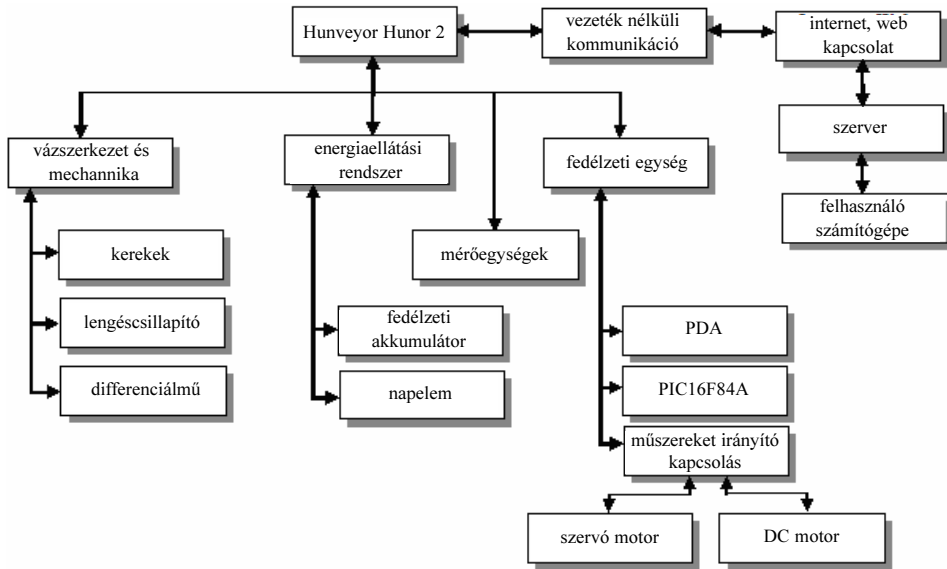 Hunveyor Hunor 2
vezeték nélküli
kommunikáció
internet, web
kapcsolat
szerver
felhasználó
számítógépe
vázszerkezet és
mechannika
energiaellátási
rendszer
fedélzeti egység
mérőegységek
kerekek
lengéscsillapító
differenciálmű
fedélzeti
akkumulátor
napelem
PDA
PIC16F84A
műszereket irányító
kapcsolás
szervó motor
DC motor